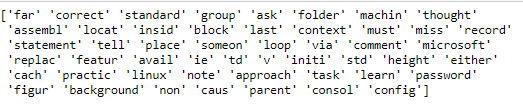 ['far' 'correct' 'standard' 'group' 'ask' 'folder' 'machin' 'thought'
'assembl' 'locat' 'insid' 'block' 'last' 'context' 'must' 'miss' 'record'
'statement' 'tell' 'place' 'someon' 'loop' 'via' 'comment' 'microsoft'
'replac' 'featur' 'avail' 'ie' 'td' 'v' 'initi' 'std' 'height' 'either'
'cach' 'practic' 'linux' 'note' 'approach' 'task' 'learn' 'password'
'figur' 'background' 'non' 'caus' 'parent' 'consol' 'config']